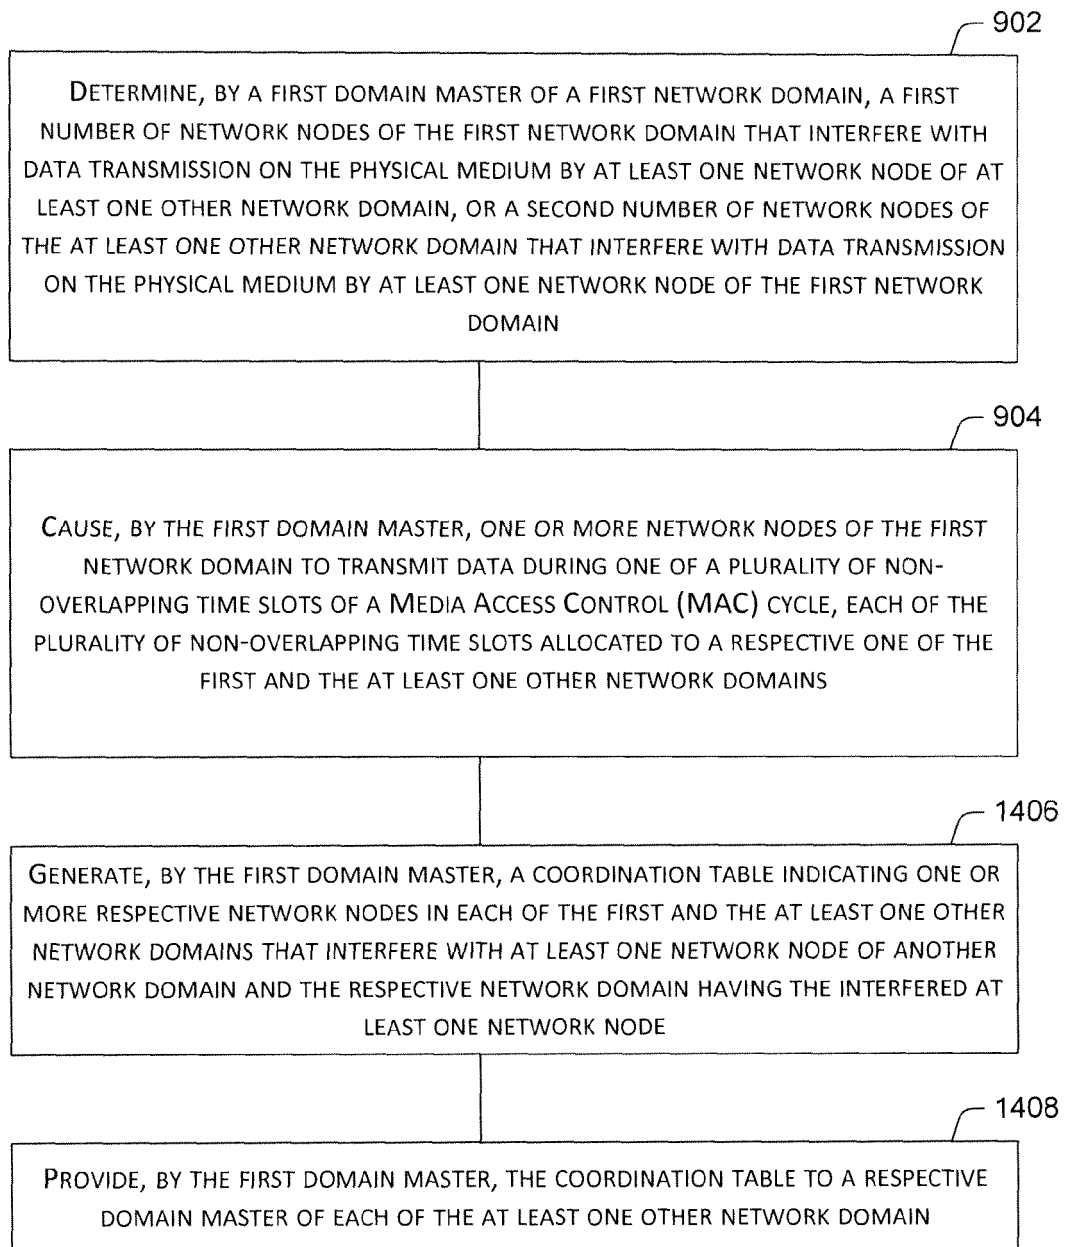 902
DETERMINE, BY A FIRST DOMAIN MASTER OF A FIRST NETWORK DOMAIN, A FIRST
NUMBER OF NETWORK NODES OF THE FIRST NETWORK DOMAIN THAT INTERFERE WITH
DATA TRANSMISSION ON THE PHYSICAL MEDIUM BY AT LEAST ONE NETWORK NODE OF AT
LEAST ONE OTHER NETWORK DOMAIN, OR A SECOND NUMBER OF NETWORK NODES OF
THE AT LEAST ONE OTHER NETWORK DOMAIN THAT INTERFERE WITH DATA TRANSMISSION
ON THE PHYSICAL MEDIUM BY AT LEAST ONE NETWORK NODE OF THE FIRST NETWORK
DOMAIN
904
CAUSE, BY THE FIRST DOMAIN MASTER, ONE OR MORE NETWORK NODES OF THE FIRST
NETWORK DOMAIN TO TRANSMIT DATA DURING ONE OF A PLURALITY OF NON-
OVERLAPPING TIME SLOTS OF A MEDIA ACCESS CONTROL (MAC) CYCLE, EACH OF THE
PLURALITY OF NON-OVERLAPPING TIME SLOTS ALLOCATED TO A RESPECTIVE ONE OF THE
FIRST AND THE AT LEAST ONE OTHER NETWORK DOMAINS
1406
GENERATE, BY THE FIRST DOMAIN MASTER, A COORDINATION TABLE INDICATING ONE OR
MORE RESPECTIVE NETWORK NODES IN EACH OF THE FIRST AND THE AT LEAST ONE OTHER
NETWORK DOMAINS THAT INTERFERE WITH AT LEAST ONE NETWORK NODE OF ANOTHER
NETWORK DOMAIN AND THE RESPECTIVE NETWORK DOMAIN HAVING THE INTERFERED AT
LEAST ONE NETWORK NODE
1408
PROVIDE, BY THE FIRST DOMAIN MASTER, THE COORDINATION TABLE TO A RESPECTIVE
DOMAIN MASTER OF EACH OF THE AT LEAST ONE OTHER NETWORK DOMAIN